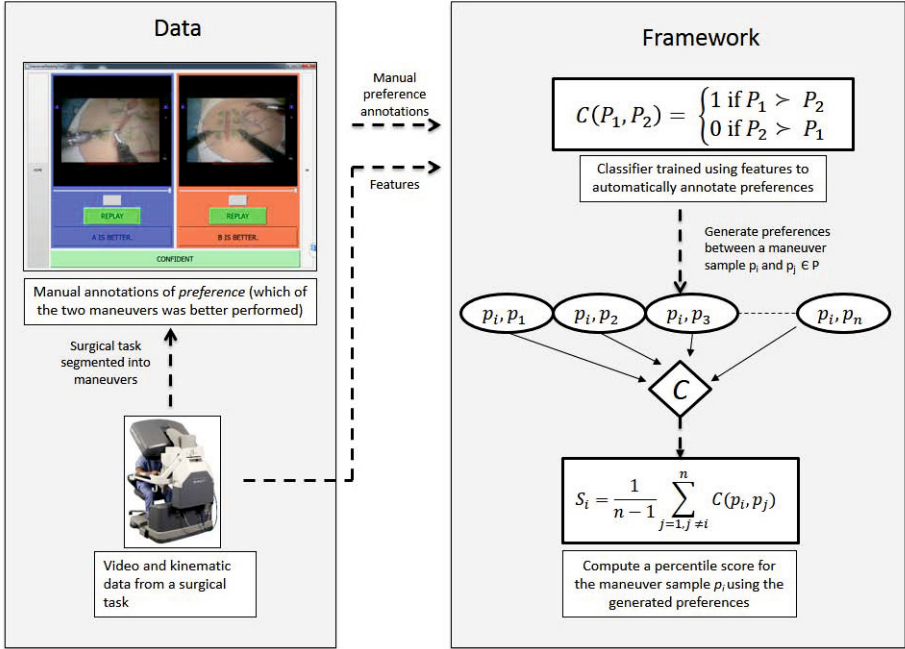 Data
REPLAY
REPLAY
A IS BETTER.
B IS BETTER.
CONFIDENT
Manual annotations of preference (which of
the two maneuvers was better performed)
Surgical task
segmented into
maneuvers
Video and kinematic
data from a surgical
task
Manual
preference
annotations
Features
Framework
C(P₁, P₂) = {1 if P₁ ≻ P₂
0 if P₂ ≻ P₁
Classifier trained using features to
automatically annotate preferences
Generate preferences
between a maneuver
sample pᵢ and pⱼ ∈ P
pᵢ, p₁ pᵢ, p₂ pᵢ, p₃ pᵢ, pₙ
C
Sᵢ = 1/(n − 1) ∑ⁿ j=1, j ≠i C(pᵢ, pⱼ)
Compute a percentile score for
the maneuver sample pᵢ using the
generated preferences